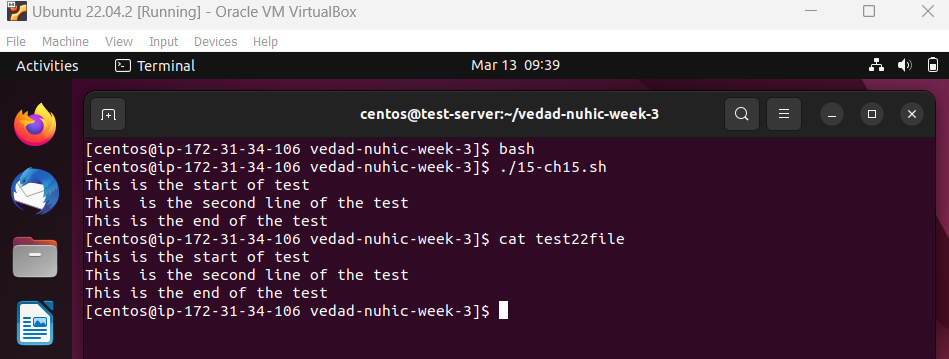 Ubuntu 22.04.2 [Running] - Oracle VM VirtualBox
File Machine View Input Devices Help
Activities Terminal Mar 13 09:39
centos@test-server:~/vedad-nuhic-week-3
[centos@ip-172-31-34-106 vedad-nuhic-week-3]$ bash
[centos@ip-172-31-34-106 vedad-nuhic-week-3]$ ./15-ch15.sh
This is the start of test
This  is the second line of the test
This is the end of the test
[centos@ip-172-31-34-106 vedad-nuhic-week-3]$ cat test22file
This is the start of test
This  is the second line of the test
This is the end of the test
[centos@ip-172-31-34-106 vedad-nuhic-week-3]$